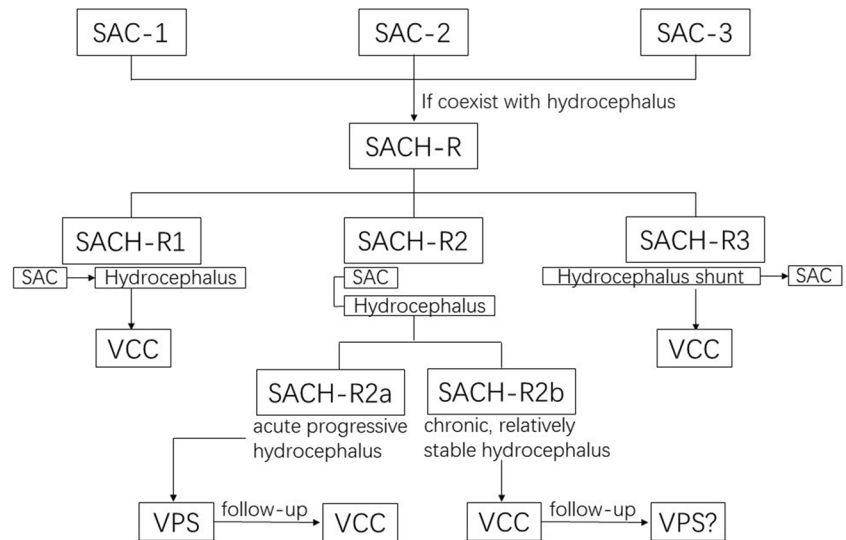 SAC-1
SAC-2
SAC-3
If coexist with hydrocephalus
SACH-R
SACH-R1
SACH-R2
SACH-R3
SAC
Hydrocephalus
SAC
Hydrocephalus
Hydrocephalus shunt
SAC
VCC
VCC
SACH-R2a
SACH-R2b
acute progressive
hydrocephalus
chronic, relatively
stable hydrocephalus
VPS
follow-up
VCC
VCC
follow-up
VPS?